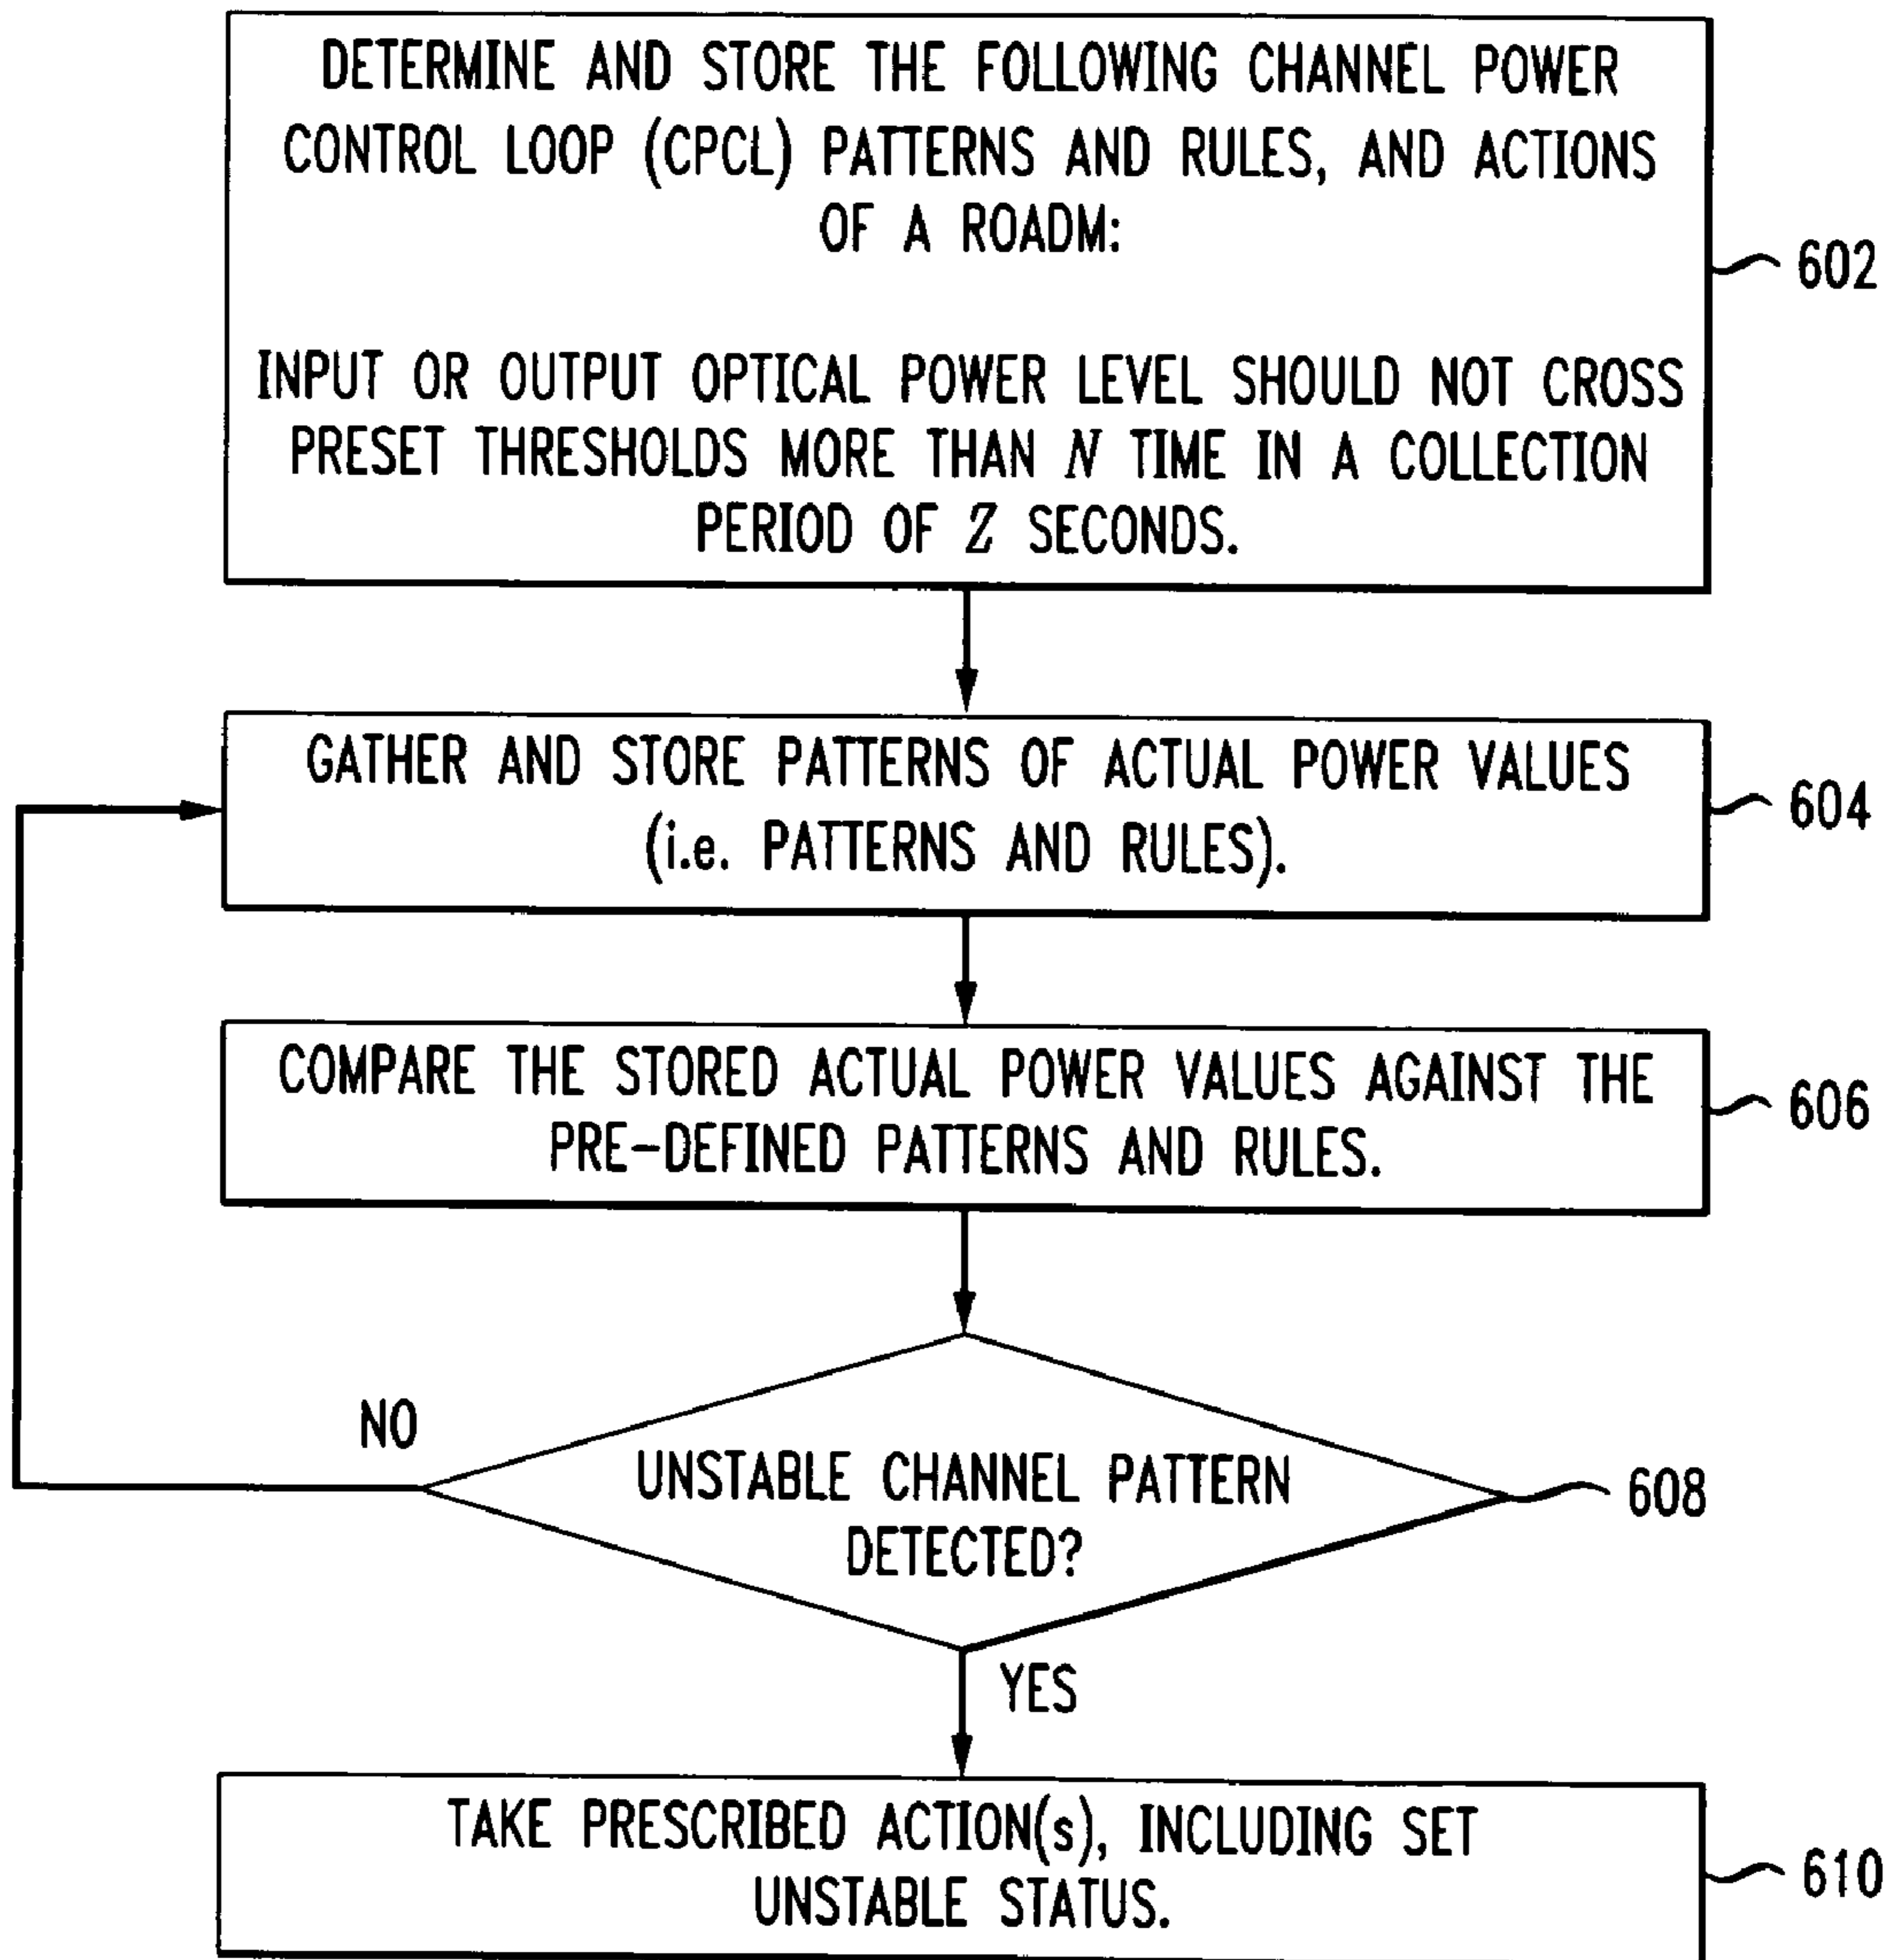 DETERMINE AND STORE THE FOLLOWING CHANNEL POWER
CONTROL LOOP (CPCL) PATTERNS AND RULES, AND ACTIONS
OF A ROADM:
INPUT OR OUTPUT OPTICAL POWER LEVEL SHOULD NOT CROSS
PRESET THRESHOLDS MORE THAN N TIME IN A COLLECTION
PERIOD OF Z SECONDS.
602
GATHER AND STORE PATTERNS OF ACTUAL POWER VALUES
(i.e. PATTERNS AND RULES).
604
COMPARE THE STORED ACTUAL POWER VALUES AGAINST THE
PRE-DEFINED PATTERNS AND RULES.
606
NO
UNSTABLE CHANNEL PATTERN
DETECTED?
608
YES
TAKE PRESCRIBED ACTION(s), INCLUDING SET
UNSTABLE STATUS.
610